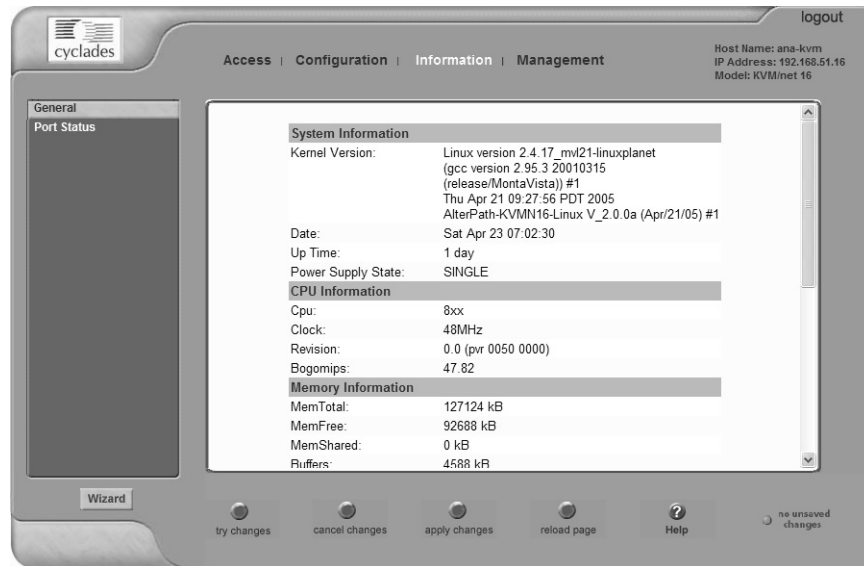 logout
cyclades
Access | Configuration | Information | Management
Host Name: ana-kvm
IP Address: 192.168.51.16
Model: KVM/net 16
General
Port Status
System Information
Kernel Version: Linux version 2.4.17_mvl21-linuxplanet
(gcc version 2.95.3 20010315
(release/MontaVista)) #1
Thu Apr 21 09:27:56 PDT 2005
AlterPath-KVMN16-Linux V_2.0.0a (Apr/21/05) #1
Date: Sat Apr 23 07:02:30
Up Time: 1 day
Power Supply State: SINGLE
CPU Information
Cpu: 8xx
Clock: 48MHz
Revision: 0.0 (pvr 0050 0000)
Bogomips: 47.82
Memory Information
MemTotal: 127124 kB
MemFree: 92688 kB
MemShared: 0 kB
Buffers: 4588 kB
Wizard
try changes
cancel changes
apply changes
reload page
? Help
no unsaved
changes